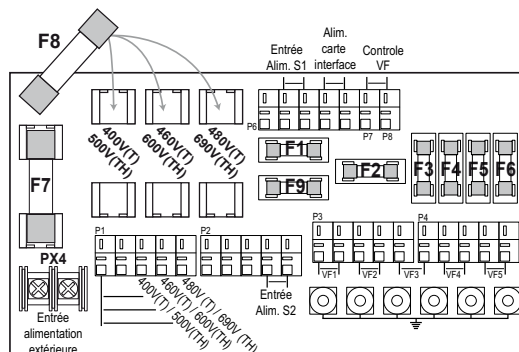 F8
Entrée
Alim. S1
Alim.
carte
interface
Controle
VF
400V(T)
500V(TH)
460V(T)
600V(TH)
480V(T)
690V(TH)
P6
P7
P8
F1
F9
F2
F3
F4
F5
F6
F7
PX4
Entrée
alimentation
extérieure
P1
P2
400V(T) / 500V(TH)
460V(T) / 600V(TH)
480V(T) / 690V(TH)
Entrée
Alim. S2
P3
P4
VF1
VF2
VF3
VF4
VF5